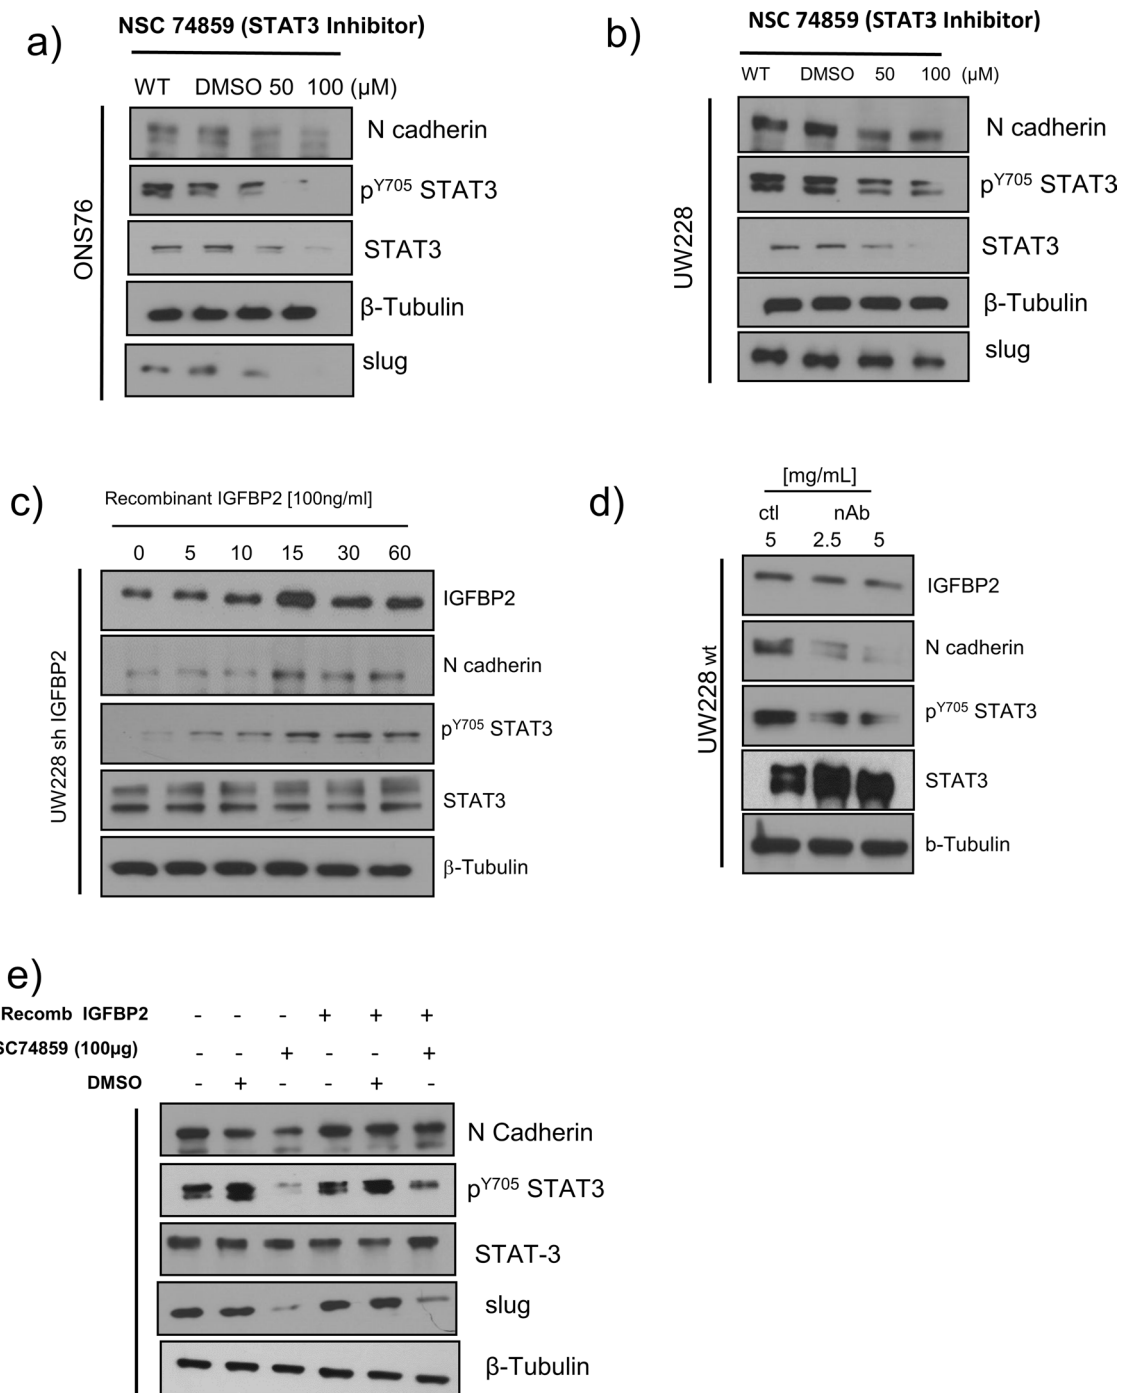 a)
NSC 74859 (STAT3 Inhibitor)
WT DMSO 50 100 (µM)
ONS76
N cadherin
pY705 STAT3
STAT3
β-Tubulin
slug
b)
NSC 74859 (STAT3 Inhibitor)
WT DMSO 50 100 (µM)
UW228
N cadherin
pY705 STAT3
STAT3
β-Tubulin
slug
c)
Recombinant IGFBP2 [100ng/ml]
0 5 10 15 30 60
UW228 sh IGFBP2
IGFBP2
N cadherin
pY705 STAT3
STAT3
β-Tubulin
d)
[mg/mL]
ctl nAb
5 2.5 5
UW228 wt
IGFBP2
N cadherin
pY705 STAT3
STAT3
b-Tubulin
e)
Recomb IGFBP2 - - - + + +
SC74859 (100µg) - - + - - +
DMSO - + - - + -
N Cadherin
pY705 STAT3
STAT-3
slug
β-Tubulin